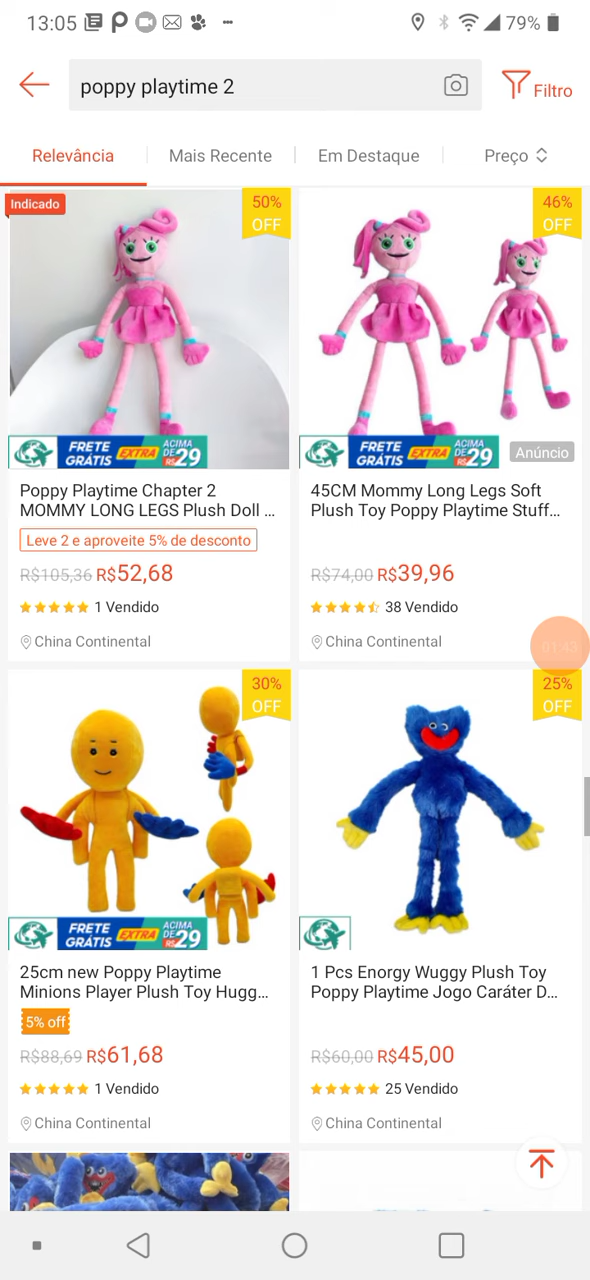 13:05
79%
poppy playtime 2
Filtro
Relevância
Mais Recente
Em Destaque
Preço
Indicado
50%
OFF
FRETE
GRÁTIS
EXTRA
ACIMA
DE
R$29
46%
OFF
FRETE
GRÁTIS
EXTRA
ACIMA
DE
R$29
Anúncio
Poppy Playtime Chapter 2
MOMMY LONG LEGS Plush Doll ...
Leve 2 e aproveite 5% de desconto
R$105,36 R$52,68
1 Vendido
China Continental
45CM Mommy Long Legs Soft
Plush Toy Poppy Playtime Stuff...
R$74,00 R$39,96
38 Vendido
China Continental
01:43
30%
OFF
FRETE
GRÁTIS
EXTRA
ACIMA
DE
R$29
25%
OFF
25cm new Poppy Playtime
Minions Player Plush Toy Hugg...
5% off
R$88,69 R$61,68
1 Vendido
China Continental
1 Pcs Enorgy Wuggy Plush Toy
Poppy Playtime Jogo Caráter D...
R$60,00 R$45,00
25 Vendido
China Continental